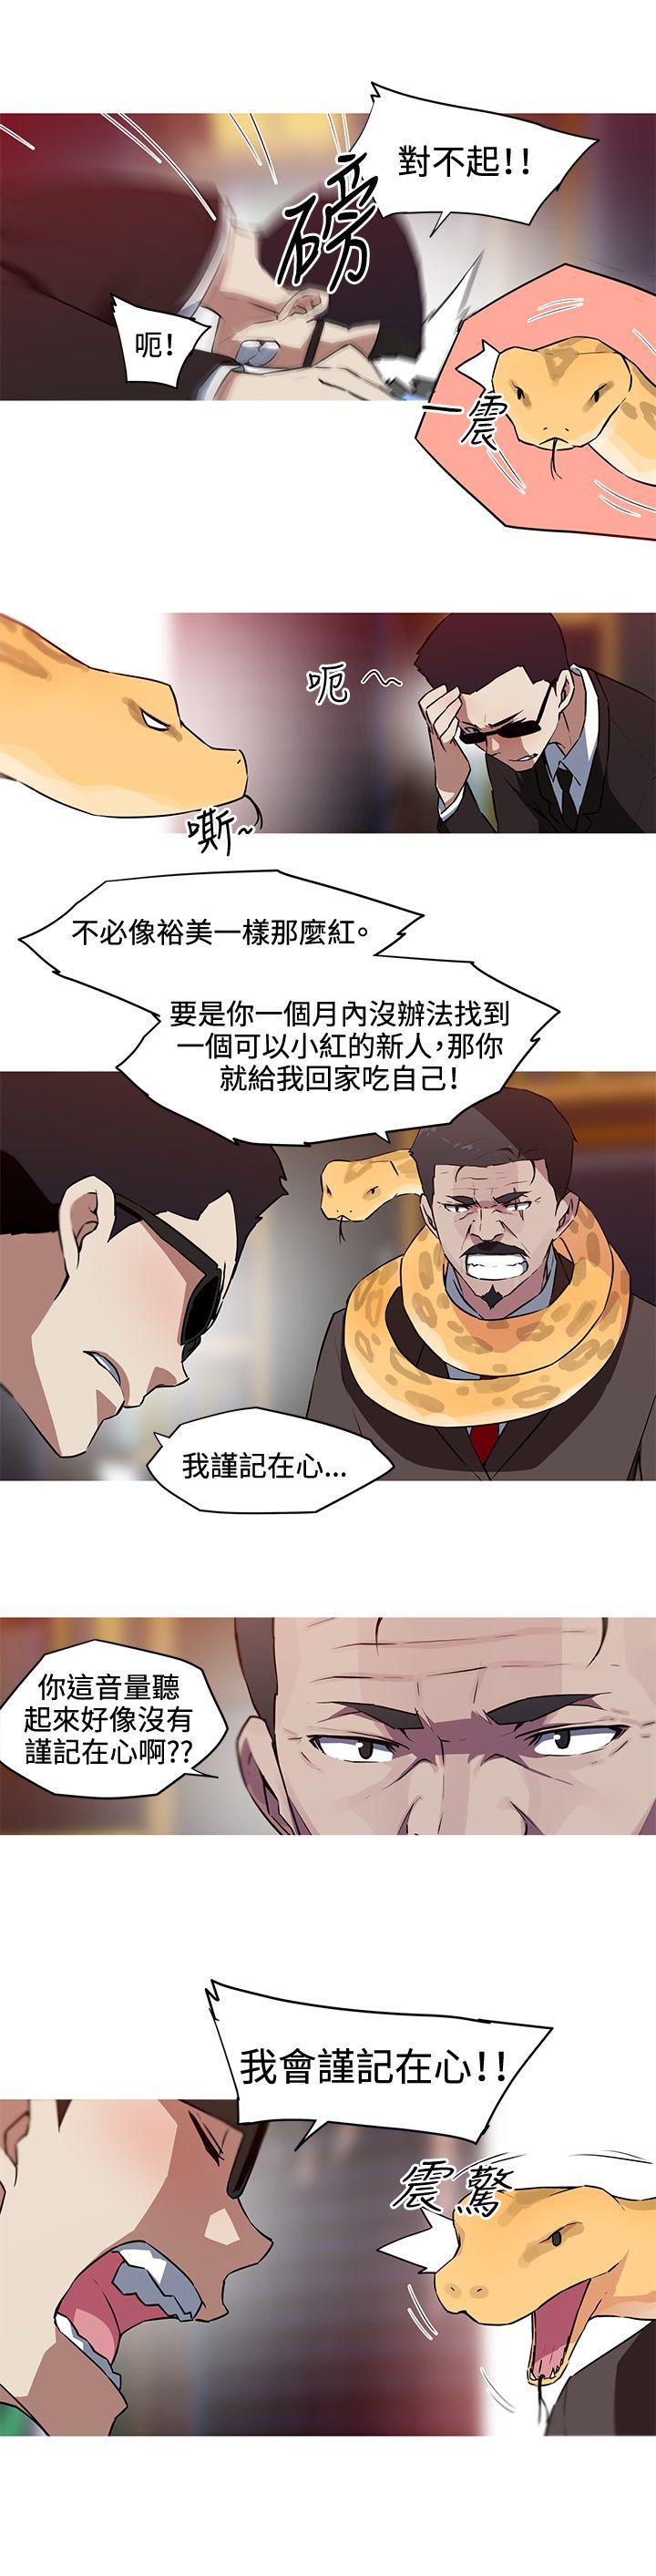 對不起!!
磅
呃!
一震
呃~
嘶~
不必像裕美一樣那麼紅。
要是你一個月內沒辦法找到
一個可以小紅的新人,那你
就給我回家吃自己!
我謹記在心...
你這音量聽
起來好像沒有
謹記在心啊??
我會謹記在心!!
震驚